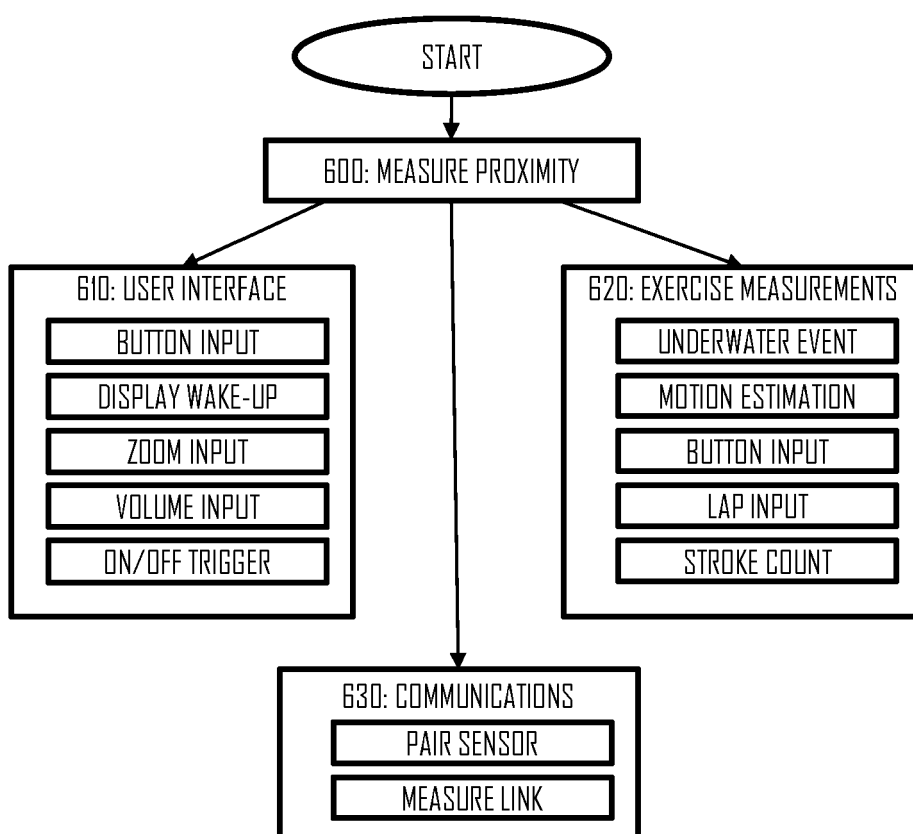 START
600: MEASURE PROXIMITY
610: USER INTERFACE
BUTTON INPUT
DISPLAY WAKE-UP
ZOOM INPUT
VOLUME INPUT
ON/OFF TRIGGER
620: EXERCISE MEASUREMENTS
UNDERWATER EVENT
MOTION ESTIMATION
BUTTON INPUT
LAP INPUT
STROKE COUNT
630: COMMUNICATIONS
PAIR SENSOR
MEASURE LINK